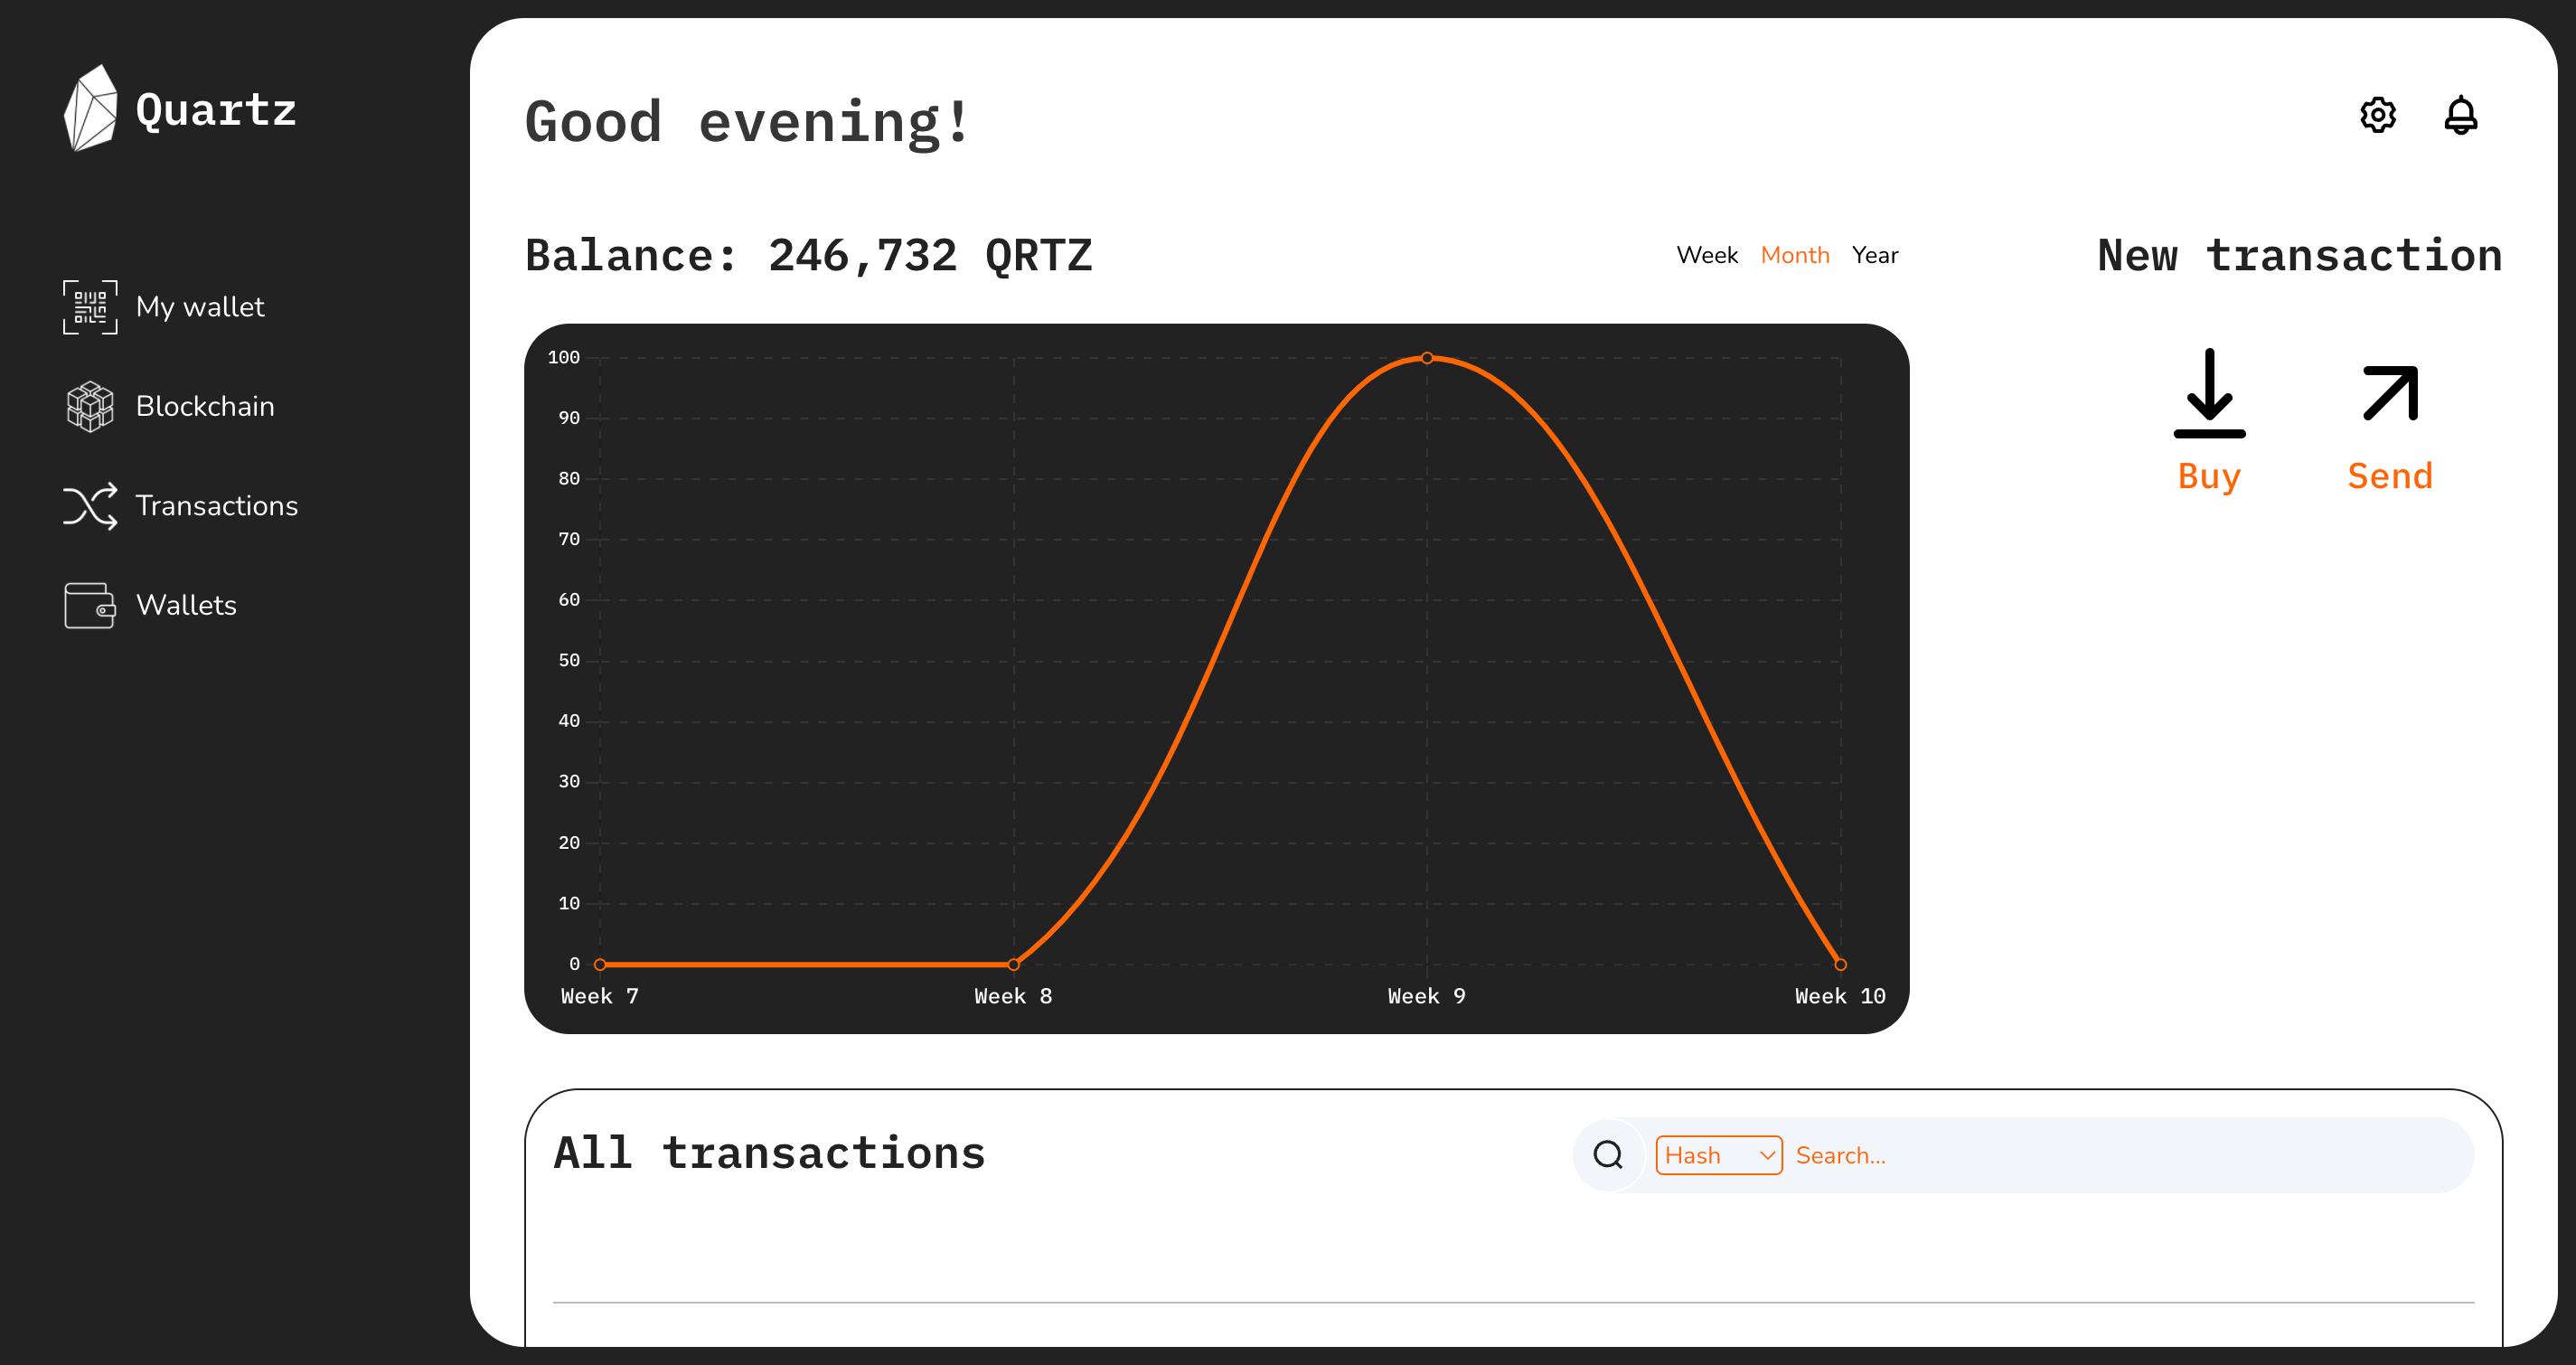 Quartz
My wallet
Blockchain
Transactions
Wallets
Good evening!
Balance: 246,732 QRTZ
Week Month Year
100
90
80
70
60
50
40
30
20
10
0
Week 7 Week 8 Week 9 Week 10
New transaction
Buy Send
All transactions
Hash Search...